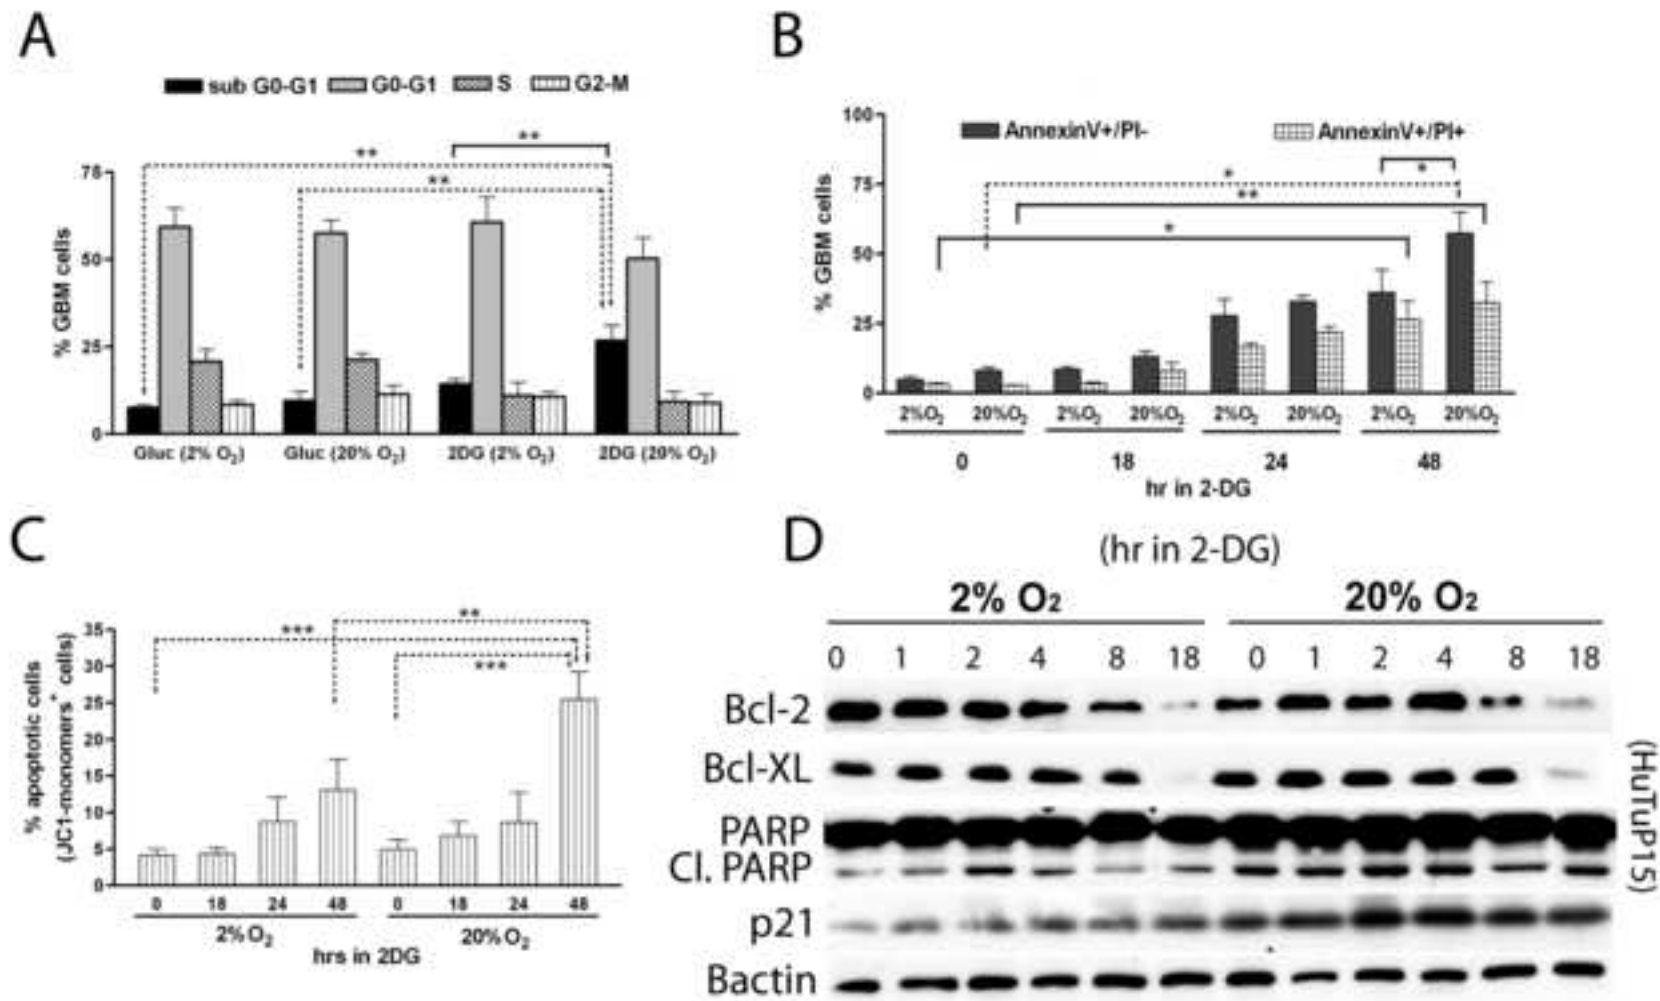 A
sub G0-G1 G0-G1 S G2-M
**
**
**
% GBM cells
75
50
25
0
Gluc (2% O2) Gluc (20% O2) 2DG (2% O2) 2DG (20% O2)
B
AnnexinV+/PI- AnnexinV+/PI+
*
*
**
*
% GBM cells
100
75
50
25
0
2%O2 20%O2 2%O2 20%O2 2%O2 20%O2 2%O2 20%O2
0 18 24 48
hr in 2-DG
C
**
***
***
% apoptotic cells
(JC1-monomers+ cells)
35
30
25
20
15
10
5
0
0 18 24 48 0 18 24 48
2%O2 20%O2
hrs in 2DG
D
(hr in 2-DG)
2% O2 20% O2
0 1 2 4 8 18 0 1 2 4 8 18
Bcl-2
Bcl-XL
PARP
Cl. PARP
p21
Bactin
(HuTuP15)